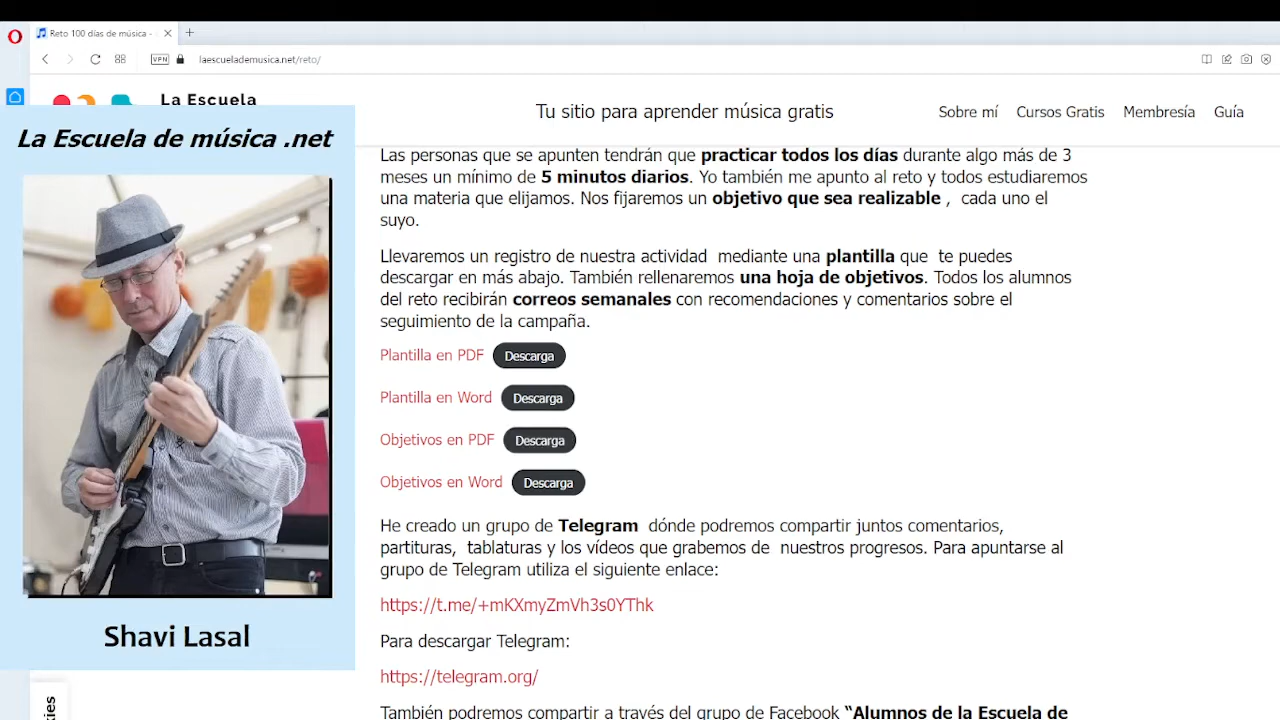 Reto 100 días de música -
VPN
laescuelademusica.net/reto/
La Escuela
Tu sitio para aprender música gratis
Sobre mí
Cursos Gratis
Membresía
Guía
La Escuela de música .net
Shavi Lasal
Las personas que se apunten tendrán que practicar todos los días durante algo más de 3
meses un mínimo de 5 minutos diarios. Yo también me apunto al reto y todos estudiaremos
una materia que elijamos. Nos fijaremos un objetivo que sea realizable , cada uno el
suyo.
Llevaremos un registro de nuestra actividad mediante una plantilla que te puedes
descargar en más abajo. También rellenaremos una hoja de objetivos. Todos los alumnos
del reto recibirán correos semanales con recomendaciones y comentarios sobre el
seguimiento de la campaña.
Plantilla en PDF Descarga
Plantilla en Word Descarga
Objetivos en PDF Descarga
Objetivos en Word Descarga
He creado un grupo de Telegram dónde podremos compartir juntos comentarios,
partituras, tablaturas y los vídeos que grabemos de nuestros progresos. Para apuntarse al
grupo de Telegram utiliza el siguiente enlace:
https://t.me/+mKXmyZmVh3s0YThk
Para descargar Telegram:
https://telegram.org/
También podremos compartir a través del grupo de Facebook “Alumnos de la Escuela de